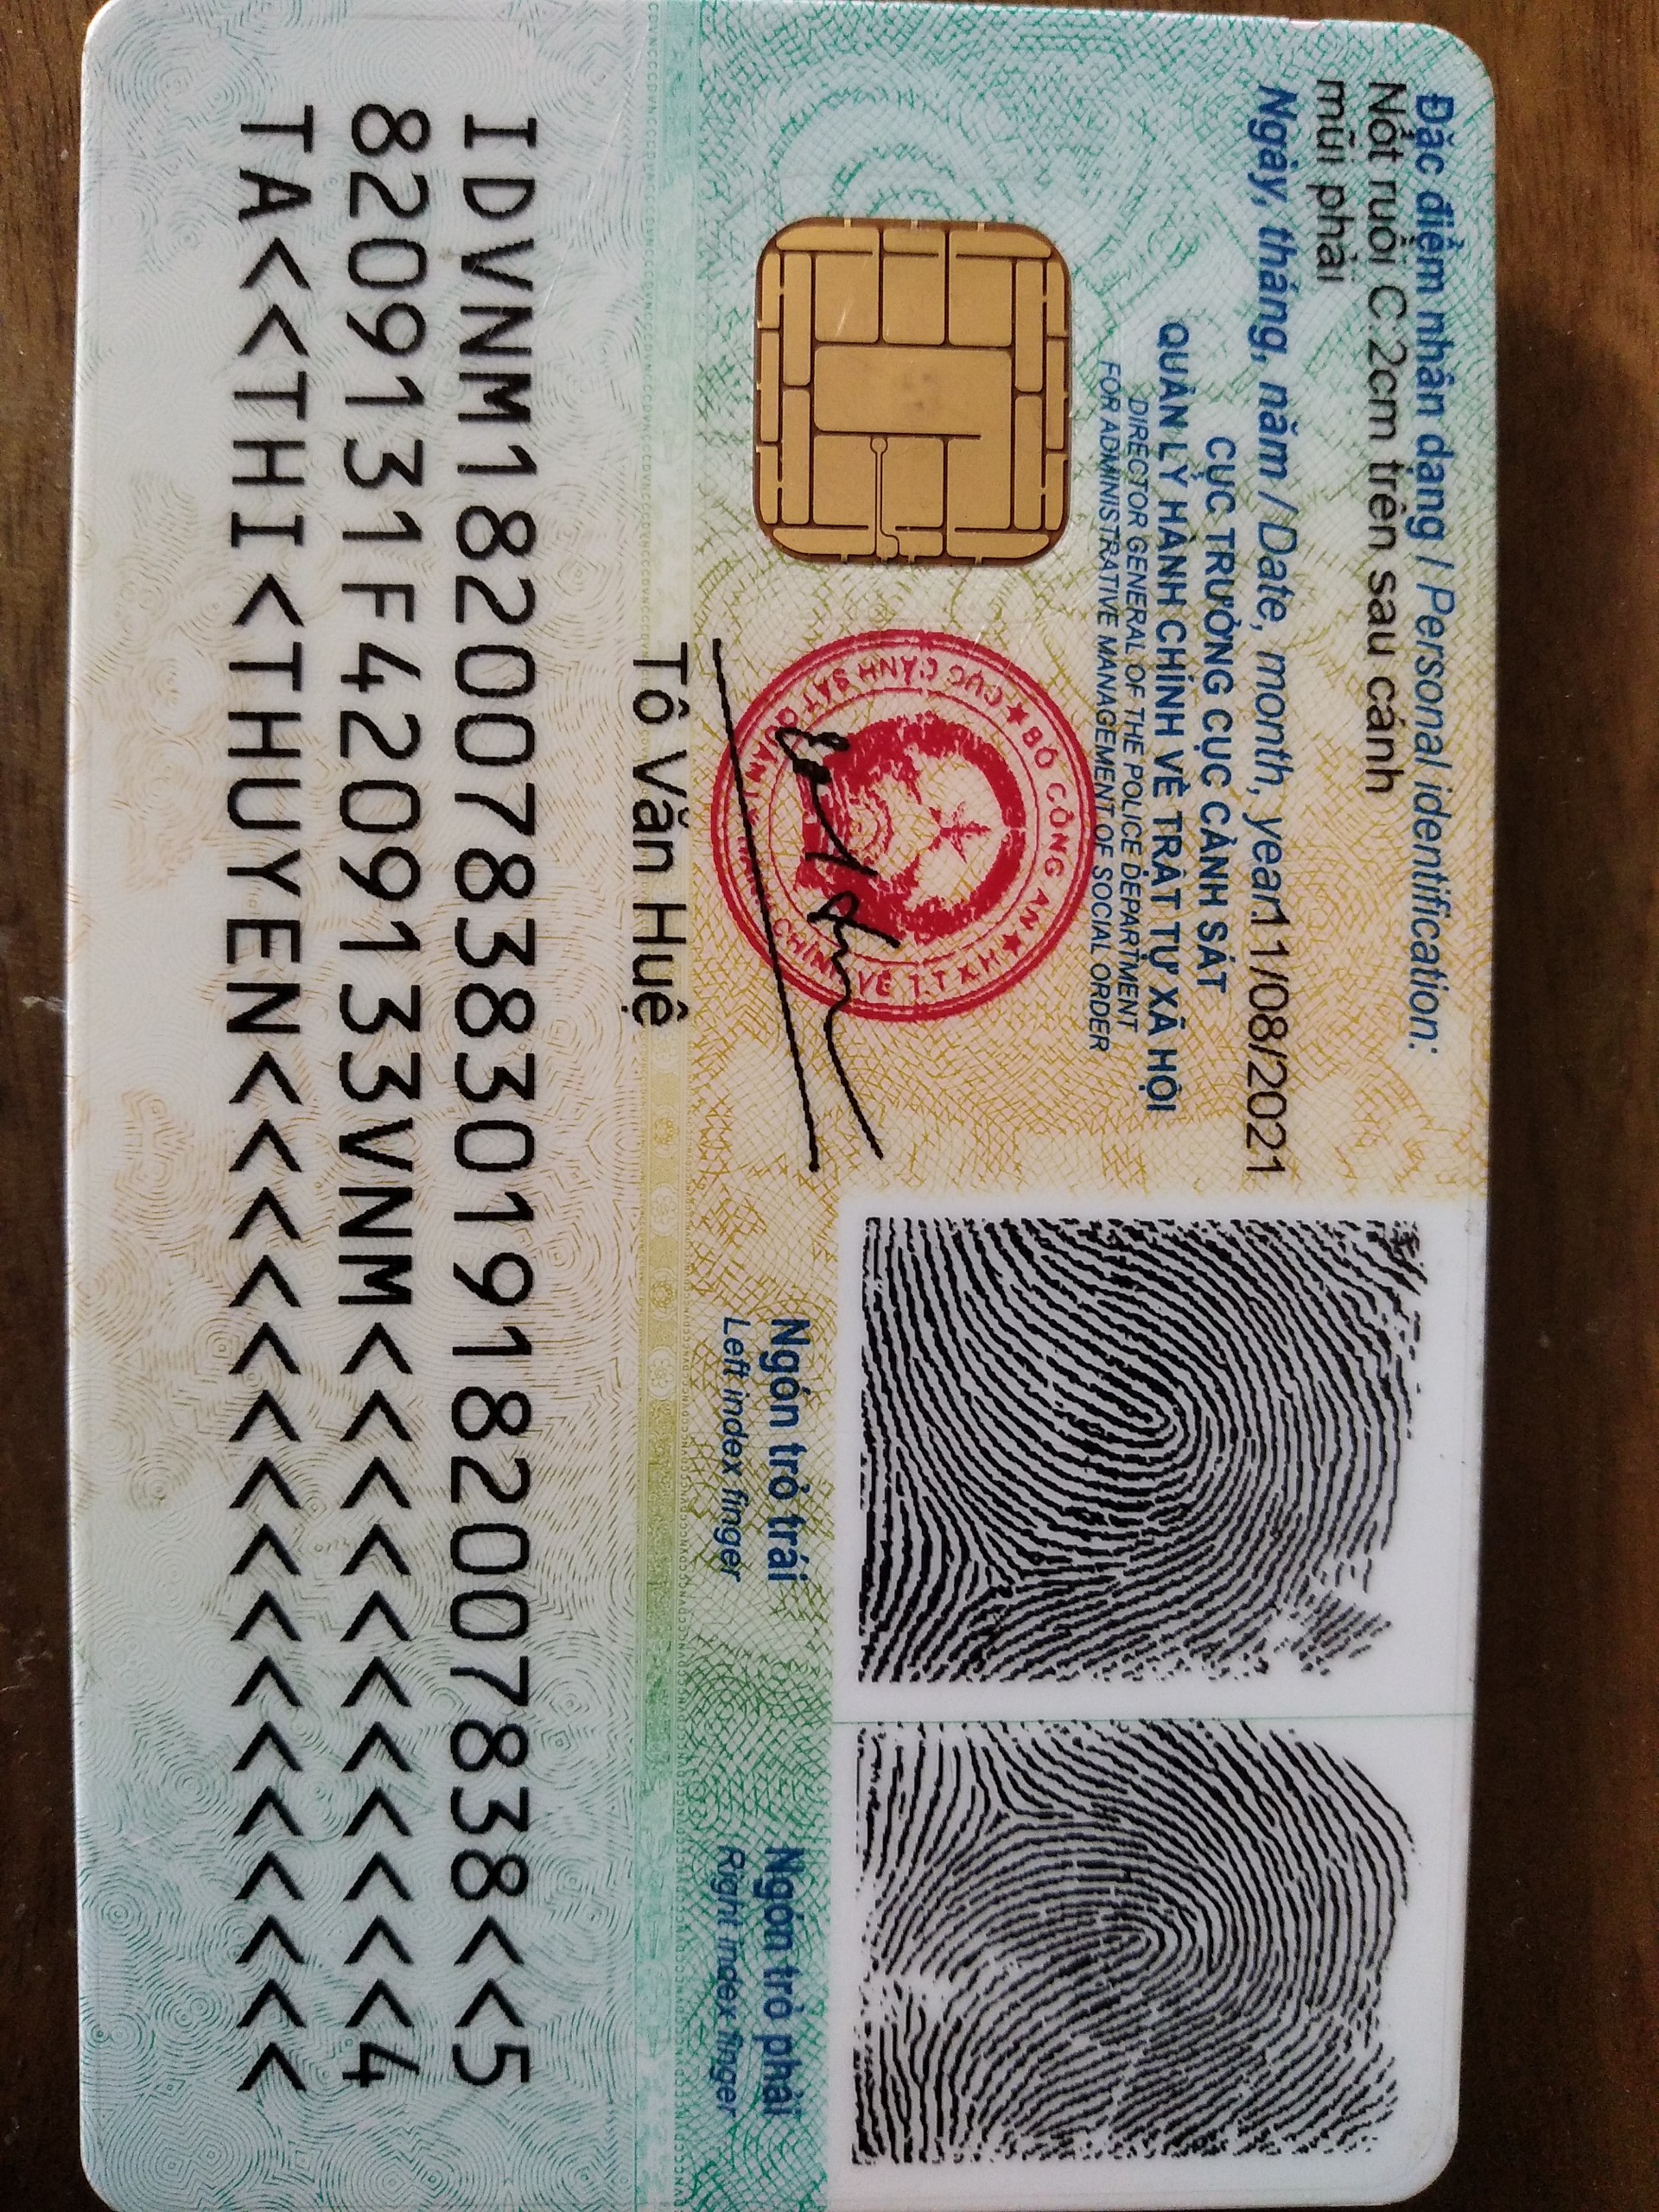 Đặc điểm nhân dạng / Personal identification:
Nốt ruồi C:2cm trên sau cánh
mũi phải
Ngày, tháng, năm / Date, month, year: 11/08/2021
CỤC TRƯỞNG CỤC CẢNH SÁT
QUẢN LÝ HÀNH CHÍNH VỀ TRẬT TỰ XÃ HỘI
DIRECTOR GENERAL OF THE POLICE DEPARTMENT
FOR ADMINISTRATIVE MANAGEMENT OF SOCIAL ORDER
BỘ CÔNG AN
CỤC CẢNH SÁT
CHÍNH VỀ T.T.X.H
Tô Văn Huệ
Ngón trỏ trái
Left index finger
Ngón trỏ phải
Right index finger
IDVNM1820078383019182007838<<5
8209131F4209133VNM<<<<<<<<<<<4
TA<<THI<THUYEN<<<<<<<<<<<<<<<<